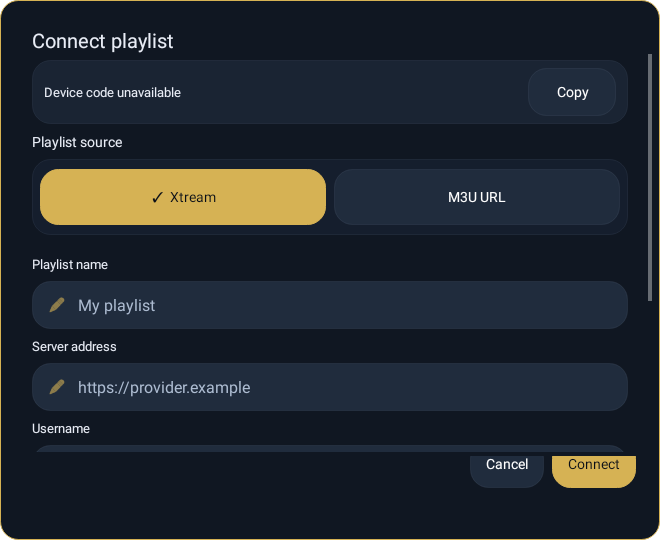 Connect playlist
Device code unavailable
Copy
Playlist source
✓ Xtream
M3U URL
Playlist name
My playlist
Server address
https://provider.example
Username
Cancel
Connect